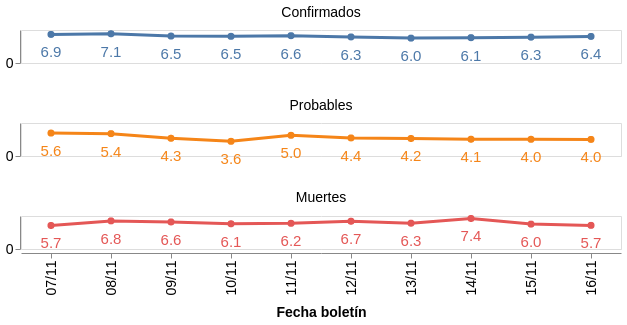 Confirmados
0
6.9 7.1 6.5 6.5 6.6 6.3 6.0 6.1 6.3 6.4
Probables
0
5.6 5.4 4.3 3.6 5.0 4.4 4.2 4.1 4.0 4.0
Muertes
0
5.7 6.8 6.6 6.1 6.2 6.7 6.3 7.4 6.0 5.7
07/11 08/11 09/11 10/11 11/11 12/11 13/11 14/11 15/11 16/11
Fecha boletín